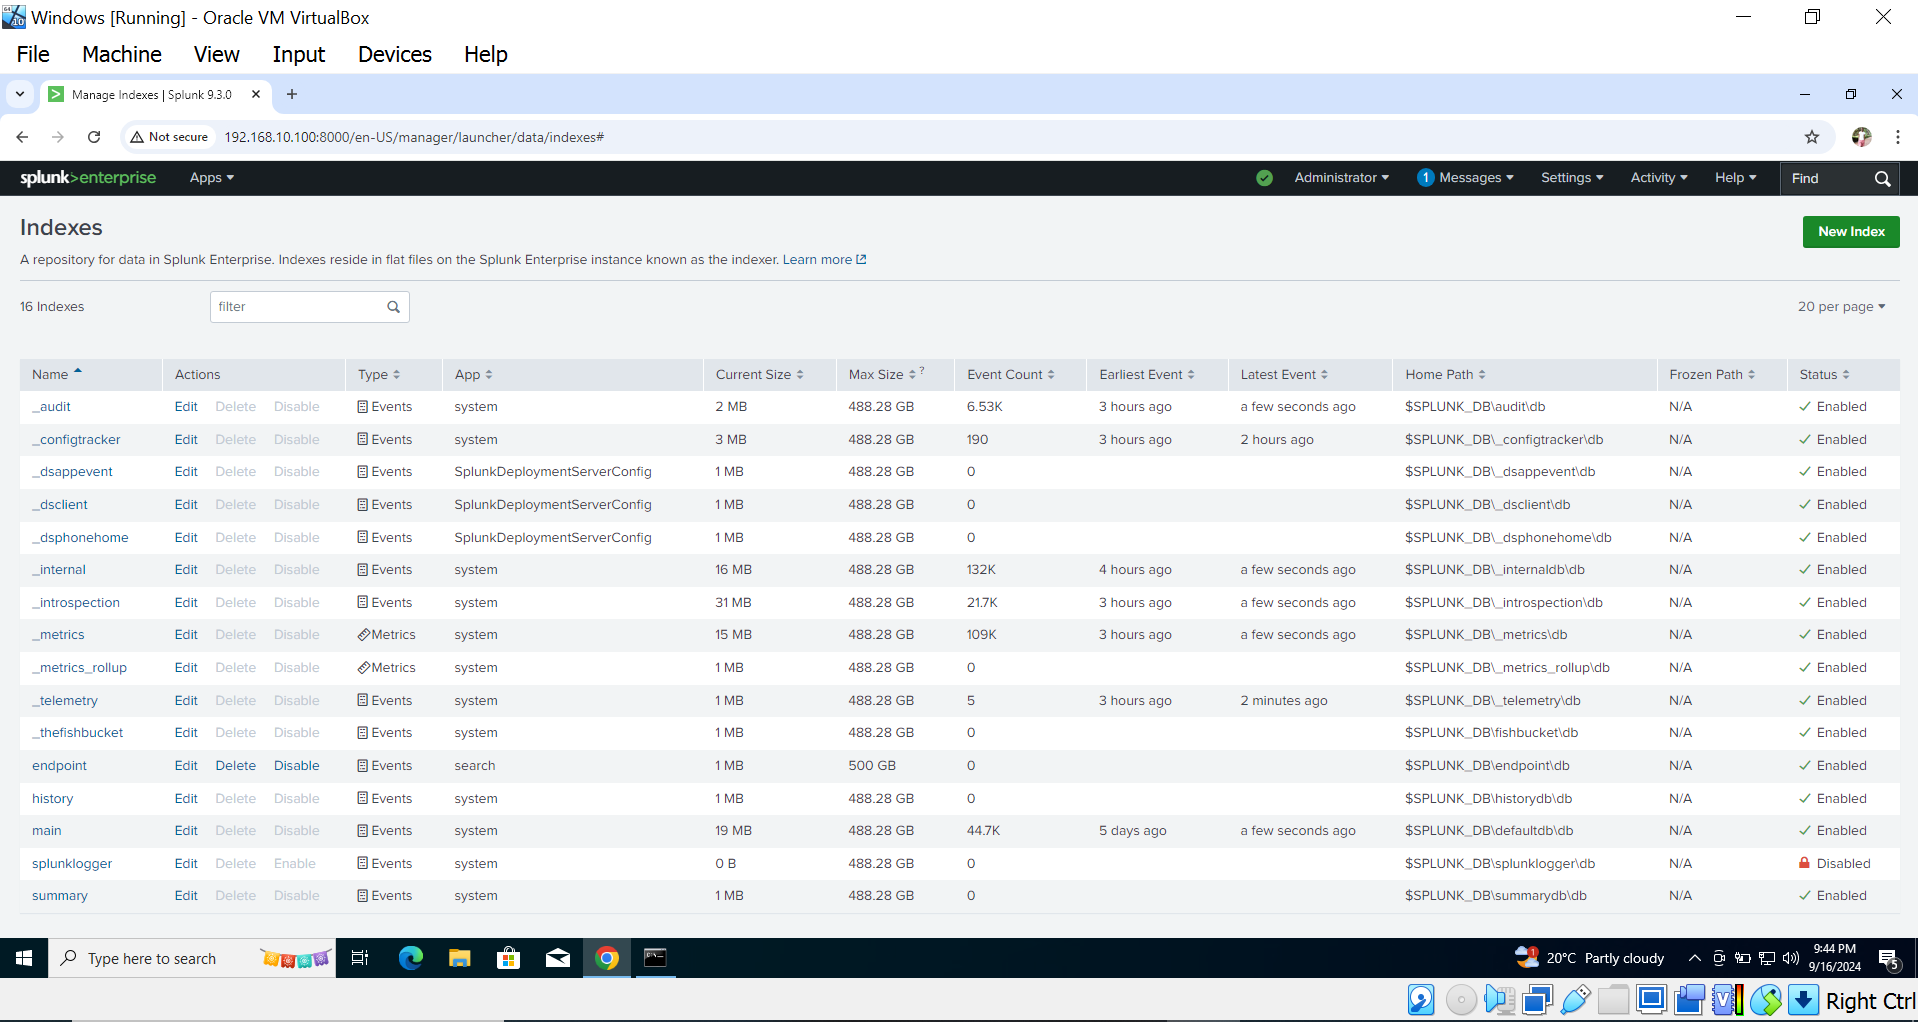 Windows [Running] - Oracle VM VirtualBox
File Machine View Input Devices Help
Manage Indexes | Splunk 9.3.0
Not secure 192.168.10.100:8000/en-US/manager/launcher/data/indexes#
splunk>enterprise Apps Administrator 1 Messages Settings Activity Help Find
Indexes
New Index
A repository for data in Splunk Enterprise. Indexes reside in flat files on the Splunk Enterprise instance known as the indexer. Learn more
16 Indexes filter 20 per page
Name Actions Type App Current Size Max Size ? Event Count Earliest Event Latest Event Home Path Frozen Path Status
_audit Edit Delete Disable Events system 2 MB 488.28 GB 6.53K 3 hours ago a few seconds ago $SPLUNK_DB\audit\db N/A Enabled
_configtracker Edit Delete Disable Events system 3 MB 488.28 GB 190 3 hours ago 2 hours ago $SPLUNK_DB\_configtracker\db N/A Enabled
_dsappevent Edit Delete Disable Events SplunkDeploymentServerConfig 1 MB 488.28 GB 0 $SPLUNK_DB\_dsappevent\db N/A Enabled
_dsclient Edit Delete Disable Events SplunkDeploymentServerConfig 1 MB 488.28 GB 0 $SPLUNK_DB\_dsclient\db N/A Enabled
_dsphonehome Edit Delete Disable Events SplunkDeploymentServerConfig 1 MB 488.28 GB 0 $SPLUNK_DB\_dsphonehome\db N/A Enabled
_internal Edit Delete Disable Events system 16 MB 488.28 GB 132K 4 hours ago a few seconds ago $SPLUNK_DB\_internaldb\db N/A Enabled
_introspection Edit Delete Disable Events system 31 MB 488.28 GB 21.7K 3 hours ago a few seconds ago $SPLUNK_DB\_introspection\db N/A Enabled
_metrics Edit Delete Disable Metrics system 15 MB 488.28 GB 109K 3 hours ago a few seconds ago $SPLUNK_DB\_metrics\db N/A Enabled
_metrics_rollup Edit Delete Disable Metrics system 1 MB 488.28 GB 0 $SPLUNK_DB\_metrics_rollup\db N/A Enabled
_telemetry Edit Delete Disable Events system 1 MB 488.28 GB 5 3 hours ago 2 minutes ago $SPLUNK_DB\_telemetry\db N/A Enabled
_thefishbucket Edit Delete Disable Events system 1 MB 488.28 GB 0 $SPLUNK_DB\fishbucket\db N/A Enabled
endpoint Edit Delete Disable Events search 1 MB 500 GB 0 $SPLUNK_DB\endpoint\db N/A Enabled
history Edit Delete Disable Events system 1 MB 488.28 GB 0 $SPLUNK_DB\historydb\db N/A Enabled
main Edit Delete Disable Events system 19 MB 488.28 GB 44.7K 5 days ago a few seconds ago $SPLUNK_DB\defaultdb\db N/A Enabled
splunklogger Edit Delete Enable Events system 0 B 488.28 GB 0 $SPLUNK_DB\splunklogger\db N/A Disabled
summary Edit Delete Disable Events system 1 MB 488.28 GB 0 $SPLUNK_DB\summarydb\db N/A Enabled
Type here to search 1 20°C Partly cloudy 9:44 PM
9/16/2024 5
Right Ctrl